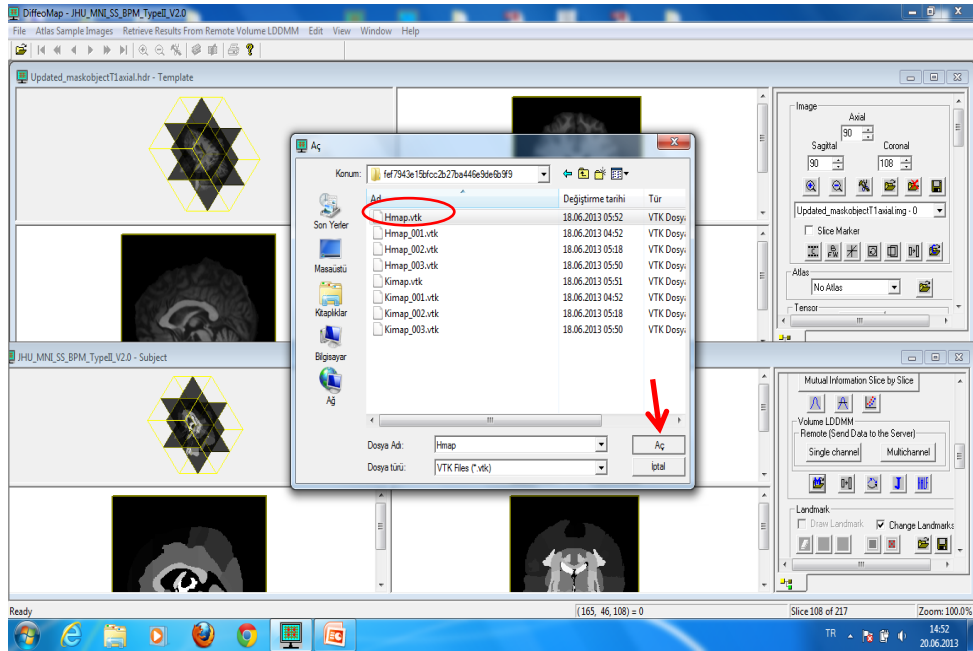 DiffeoMap - JHU_MNI_SS_BPM_TypeII_V2.0
File Atlas Sample Images Retrieve Results From Remote Volume LDDMM Edit View Window Help
Updated_maskobjectT1axial.hdr - Template
Aç
Konum: fef7943e15bfcc2b27ba446e9de6b9f9
Ad Değiştirme tarihi Tür
Hmap.vtk 18.06.2013 05:52 VTK Dosya
Hmap_001.vtk 18.06.2013 04:52 VTK Dosya
Hmap_002.vtk 18.06.2013 05:18 VTK Dosya
Hmap_003.vtk 18.06.2013 05:50 VTK Dosya
Kimap.vtk 18.06.2013 05:51 VTK Dosya
Kimap_001.vtk 18.06.2013 04:52 VTK Dosya
Kimap_002.vtk 18.06.2013 05:18 VTK Dosya
Kimap_003.vtk 18.06.2013 05:50 VTK Dosya
Son Yerler
Masaüstü
Kitaplıklar
Bilgisayar
Ağ
Dosya Adı: Hmap Aç
Dosya türü: VTK Files (*.vtk) İptal
Image
Axial
90
Sagittal Coronal
90 108
Updated_maskobjectT1axial.img - 0
Slice Marker
Atlas
No Atlas
Tensor
JHU_MNI_SS_BPM_TypeII_V2.0 - Subject
Mutual Information Slice by Slice
Volume LDDMM
Remote (Send Data to the Server)
Single channel Multichannel
Landmark
Draw Landmark Change Landmarks
Ready (165, 46, 108) = 0 Slice 108 of 217 Zoom: 100.0%
TR 14:52
20.06.2013